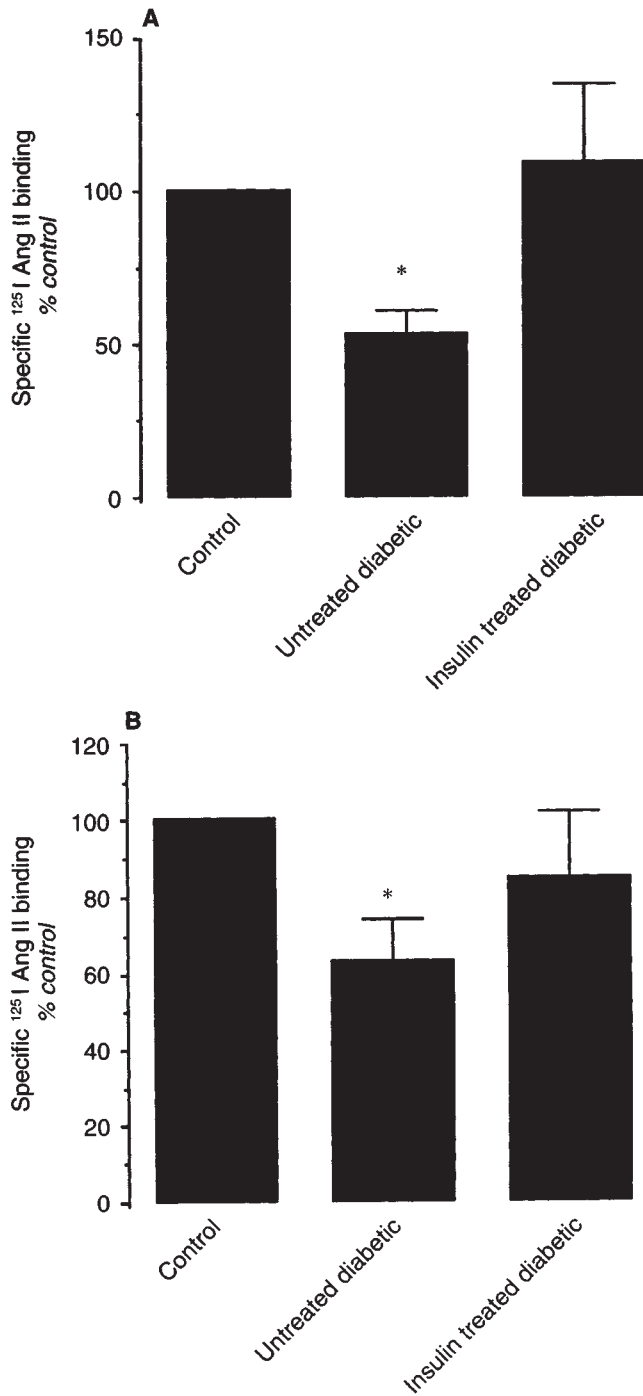 A
150
100
50
0
Specific ¹²⁵I Ang II binding
% control
*
Control
Untreated diabetic
Insulin treated diabetic
B
120
100
80
60
40
20
0
Specific ¹²⁵I Ang II binding
% control
*
Control
Untreated diabetic
Insulin treated diabetic